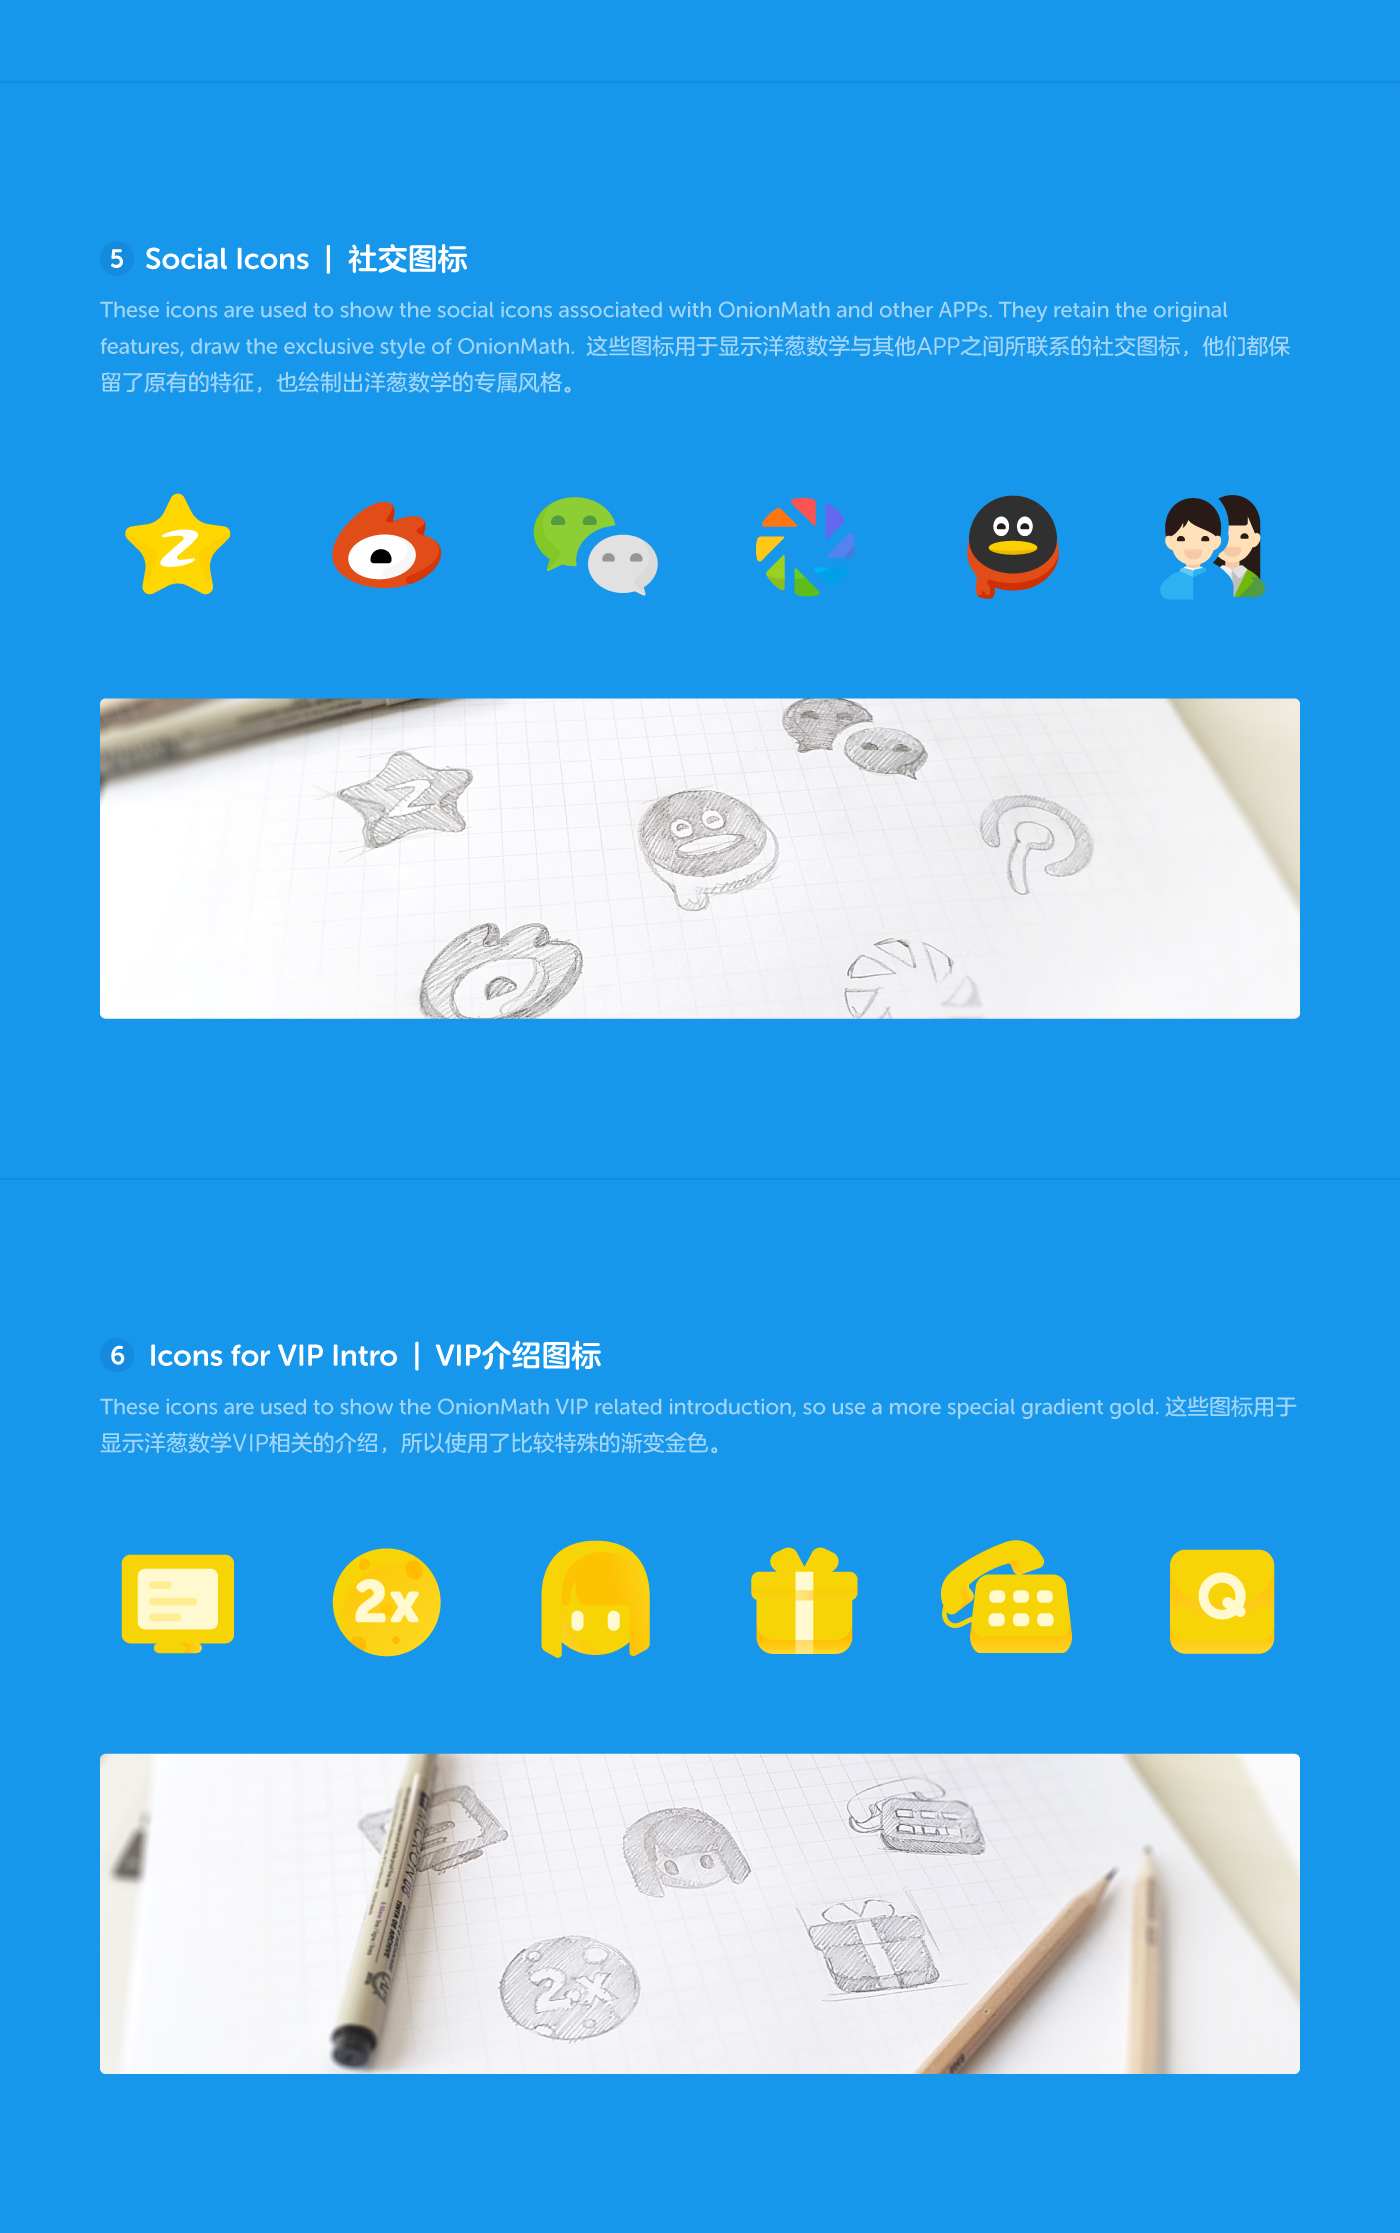 5 Social Icons | 社交图标
These icons are used to show the social icons associated with OnionMath and other APPs. They retain the original
features, draw the exclusive style of OnionMath. 这些图标用于显示洋葱数学与其他APP之间所联系的社交图标，他们都保
留了原有的特征，也绘制出洋葱数学的专属风格。
2
2
6 Icons for VIP Intro | VIP介绍图标
These icons are used to show the OnionMath VIP related introduction, so use a more special gradient gold. 这些图标用于
显示洋葱数学VIP相关的介绍，所以使用了比较特殊的渐变金色。
2x
Q
2x